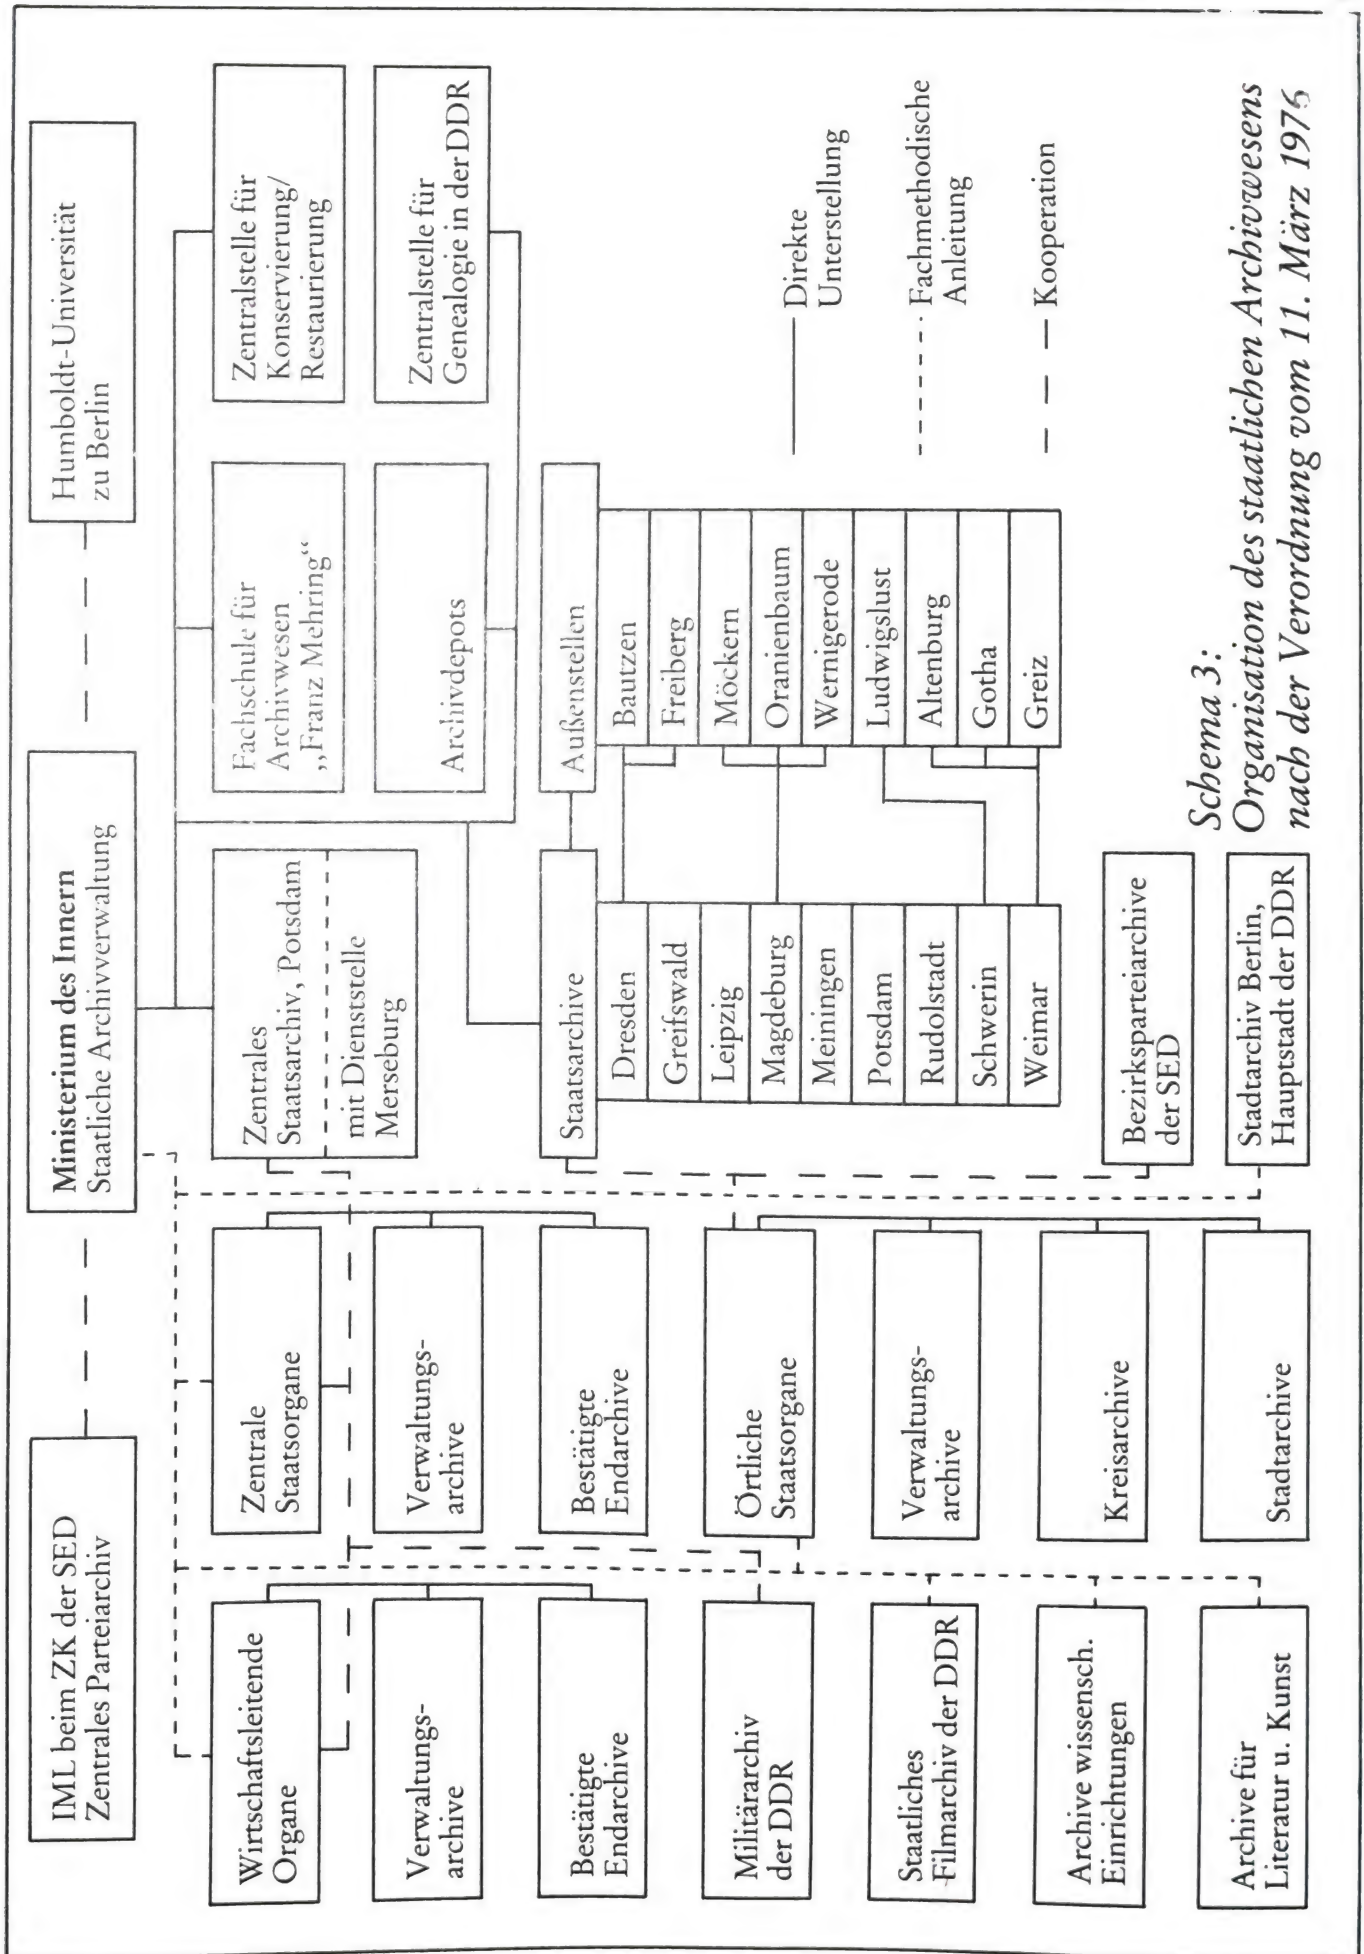 IML beim ZK der SED
Zentrales Parteiarchiv
Ministerium des Innern
Staatliche Archivverwaltung
Humboldt-Universität
zu Berlin
Wirtschaftsleitende
Organe
Verwaltungs-
archive
Bestätigte
Endarchive
Militärarchiv
der DDR
Staatliches
Filmarchiv der DDR
Archive wissensch.
Einrichtungen
Archive für
Literatur u. Kunst
Zentrale
Staatsorgane
Verwaltungs-
archive
Bestätigte
Endarchive
Örtliche
Staatsorgane
Verwaltungs-
archive
Kreisarchive
Stadtarchive
Zentrales
Staatsarchiv, Potsdam
mit Dienststelle
Merseburg
Staatsarchive
Dresden
Greifswald
Leipzig
Magdeburg
Meiningen
Potsdam
Rudolstadt
Schwerin
Weimar
Bezirksparteiarchive
der SED
Stadtarchiv Berlin,
Hauptstadt der DDR
Fachschule für
Archivwesen
„Franz Mehring“
Archivdepots
Außenstellen
Bautzen
Freiberg
Möckern
Oranienbaum
Wernigerode
Ludwigslust
Altenburg
Gotha
Greiz
Zentralstelle für
Konservierung/
Restaurierung
Zentralstelle für
Genealogie in der DDR
Direkte
Unterstellung
Fachmethodische
Anleitung
Kooperation
Schema 3:
Organisation des staatlichen Archivwesens
nach der Verordnung vom 11. März 1976